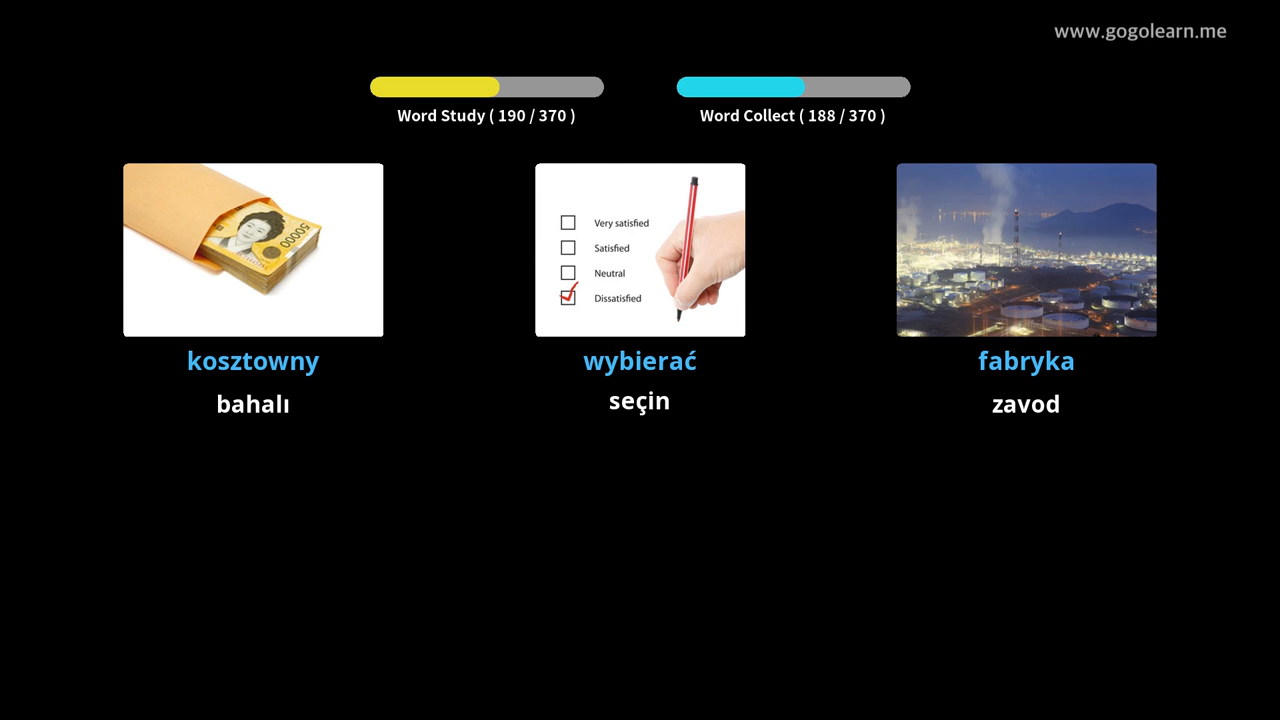 www.gogolearn.me
Word Study ( 190 / 370 )
Word Collect ( 188 / 370 )
50000
Very satisfied
Satisfied
Neutral
Dissatisfied
kosztowny
wybierać
fabryka
bahalı
seçin
zavod